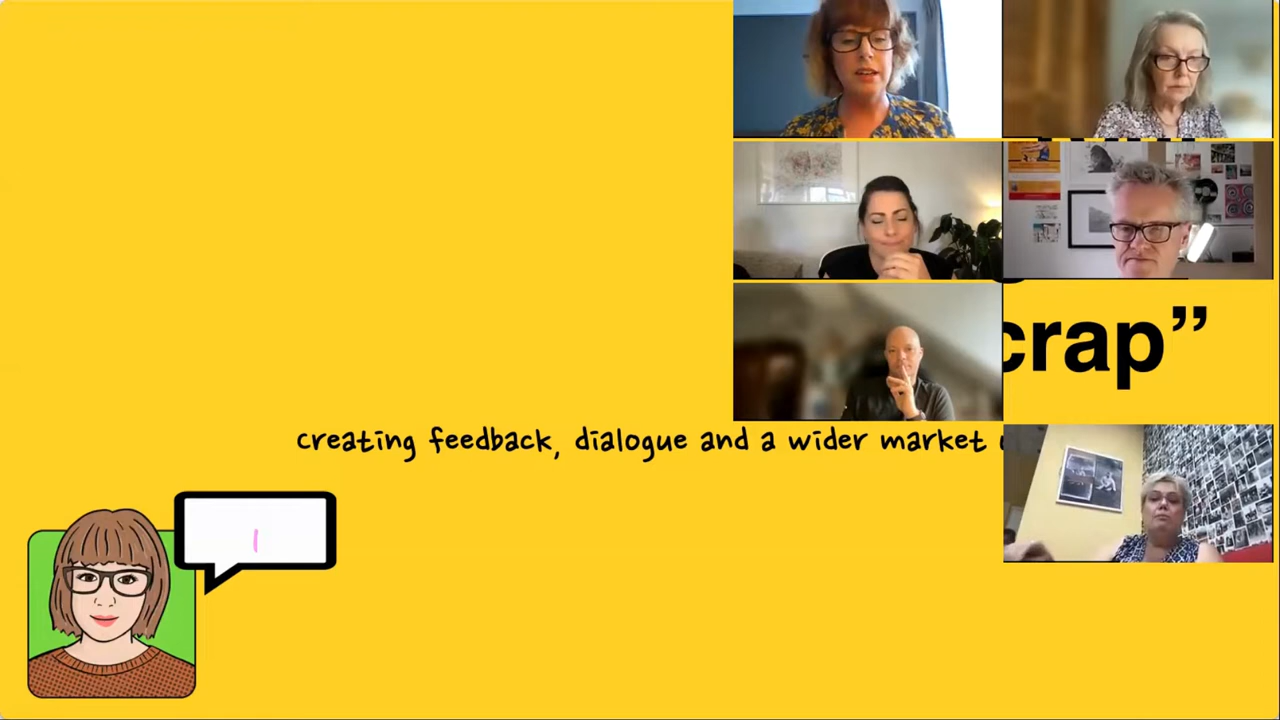 crap”
creating feedback, dialogue and a wider market